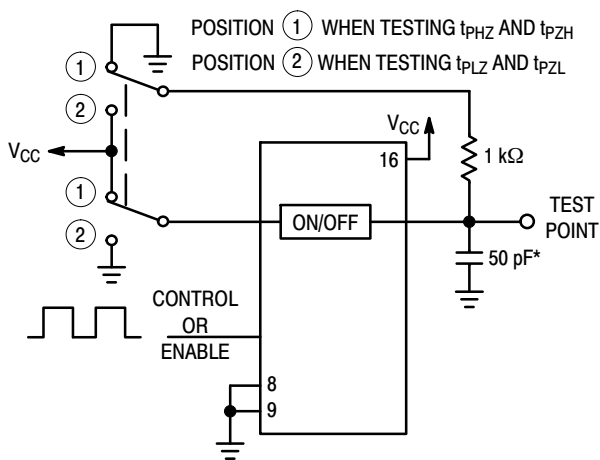 POSITION 1 WHEN TESTING tPHZ AND tPZH
POSITION 2 WHEN TESTING tPLZ AND tPZL
1
2
VCC
1
2
VCC
16
1 kΩ
ON/OFF
TEST
POINT
50 pF*
CONTROL
OR
ENABLE
8
9